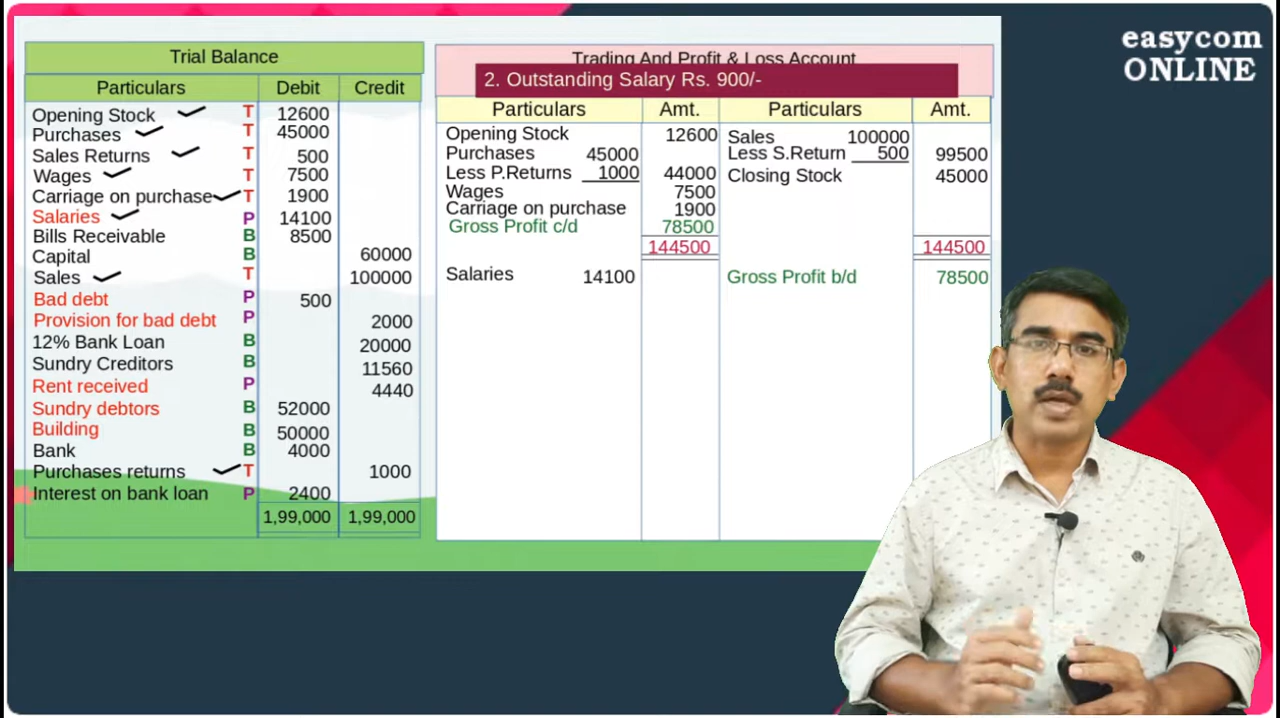 easycom
ONLINE
Trial Balance
Particulars Debit Credit
Opening Stock T 12600
Purchases T 45000
Sales Returns T 500
Wages T 7500
Carriage on purchase T 1900
Salaries P 14100
Bills Receivable B 8500
Capital B 60000
Sales T 100000
Bad debt P 500
Provision for bad debt P 2000
12% Bank Loan B 20000
Sundry Creditors B 11560
Rent received P 4440
Sundry debtors B 52000
Building B 50000
Bank B 4000
Purchases returns T 1000
Interest on bank loan P 2400
1,99,000 1,99,000
Trading And Profit & Loss Account
2. Outstanding Salary Rs. 900/-
Particulars Amt. Particulars Amt.
Opening Stock 12600 Sales 100000
Purchases 45000 Less S.Return 500 99500
Less P.Returns 1000 44000 Closing Stock 45000
Wages 7500
Carriage on purchase 1900
Gross Profit c/d 78500
144500 144500
Salaries 14100 Gross Profit b/d 78500